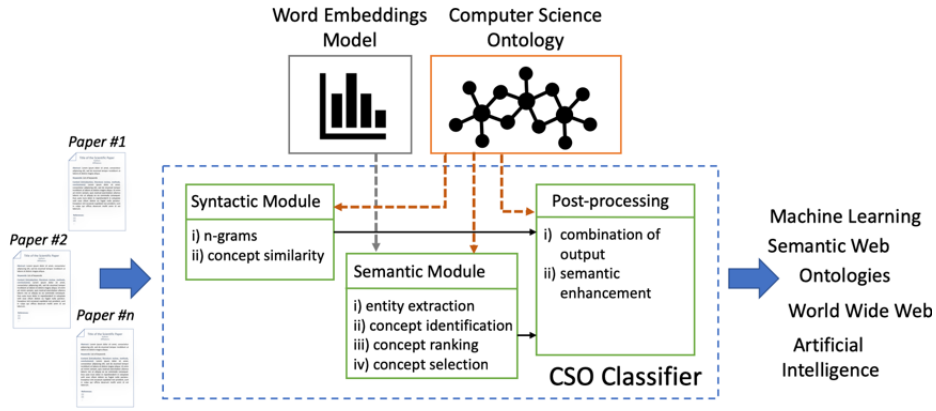 Word Embeddings
Model
Computer Science
Ontology
Paper #1
Paper #2
Paper #n
Syntactic Module
i) n-grams
ii) concept similarity
Semantic Module
i) entity extraction
ii) concept identification
iii) concept ranking
iv) concept selection
Post-processing
i) combination of
output
ii) semantic
enhancement
CSO Classifier
Machine Learning
Semantic Web
Ontologies
World Wide Web
Artificial
Intelligence